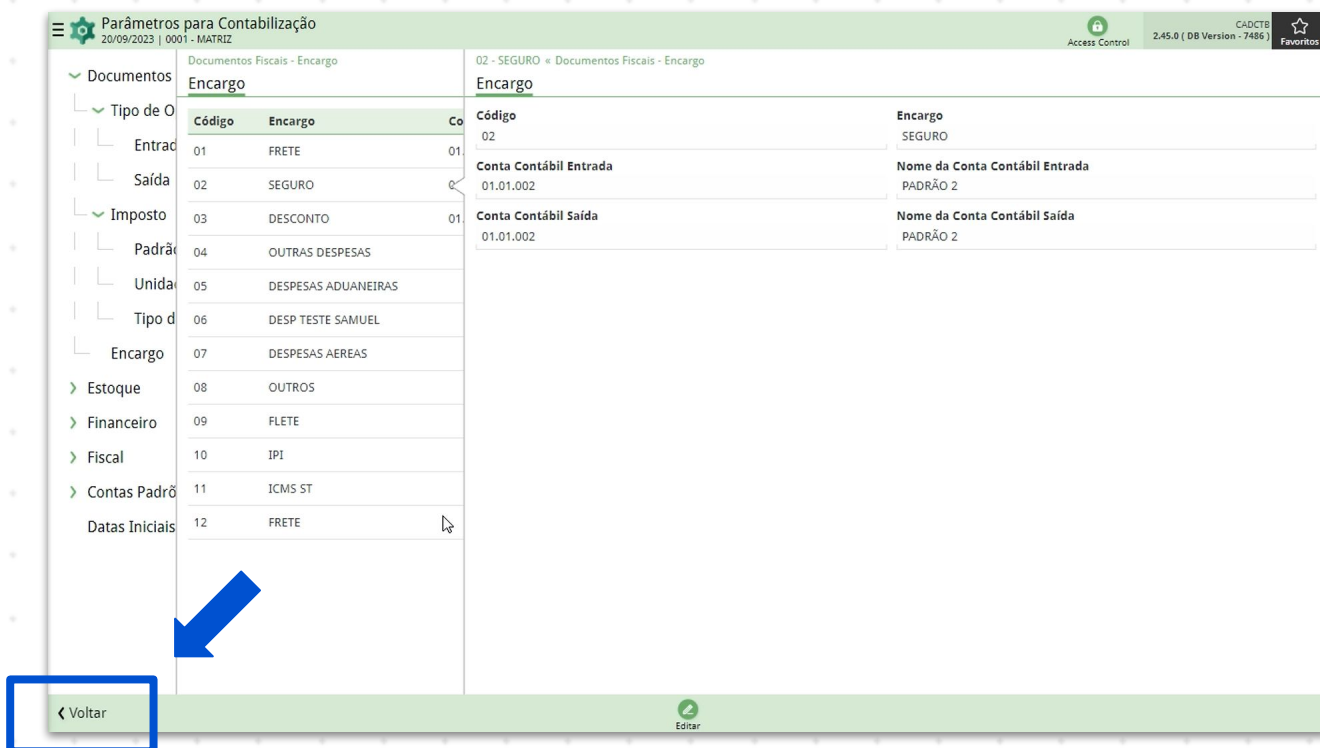 Parâmetros para Contabilização
20/09/2023 | 0001 - MATRIZ
Access Control
CADCTB
2.45.0 ( DB Version - 7486 )
Favoritos
Documentos
Tipo de O
Entrad
Saída
Imposto
Padrã
Unida
Tipo d
Encargo
Estoque
Financeiro
Fiscal
Contas Padrõ
Datas Iniciais
Documentos Fiscais - Encargo
Encargo
Código Encargo Co
01 FRETE 01.
02 SEGURO
03 DESCONTO 01.
04 OUTRAS DESPESAS
05 DESPESAS ADUANEIRAS
06 DESP TESTE SAMUEL
07 DESPESAS AEREAS
08 OUTROS
09 FLETE
10 IPI
11 ICMS ST
12 FRETE
02 - SEGURO « Documentos Fiscais - Encargo
Encargo
Código Encargo
02 SEGURO
Conta Contábil Entrada Nome da Conta Contábil Entrada
01.01.002 PADRÃO 2
Conta Contábil Saída Nome da Conta Contábil Saída
01.01.002 PADRÃO 2
Voltar
Editar